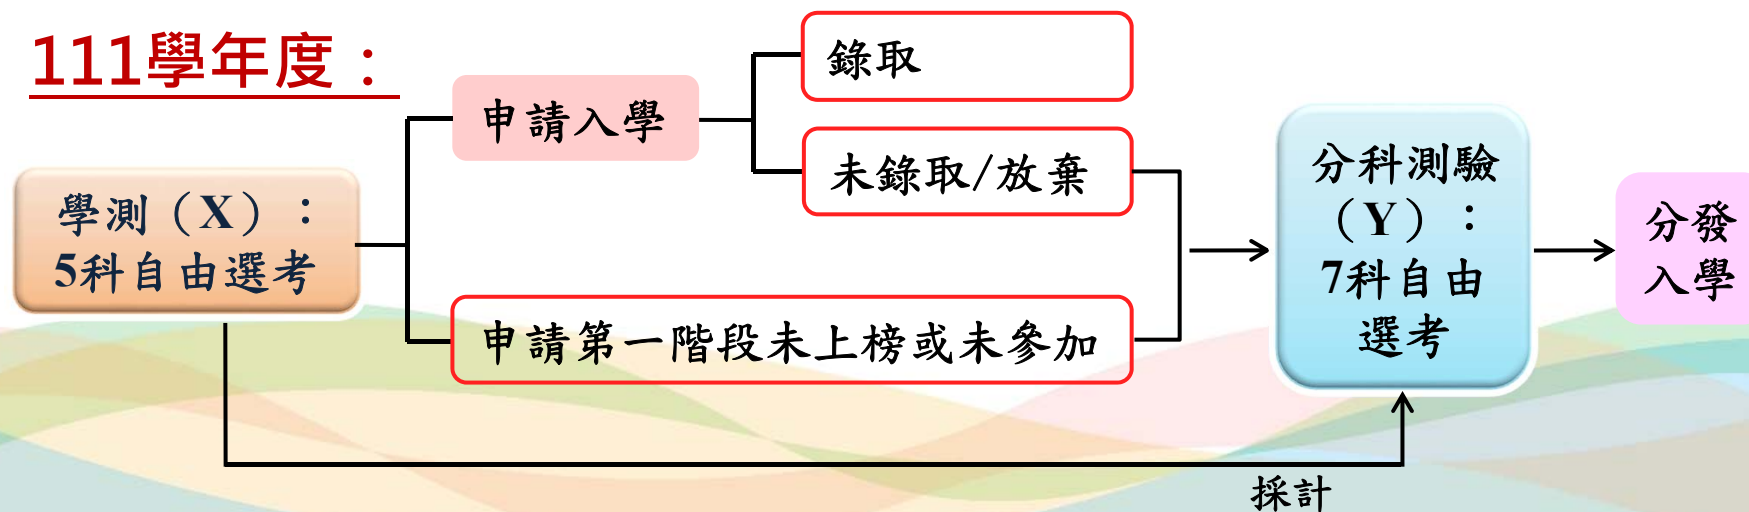 111學年度：
錄取
申請入學
未錄取/放棄
學測（X）：
5科自由選考
申請第一階段未上榜或未參加
分科測驗
（Y）：
7科自由
選考
分發
入學
採計